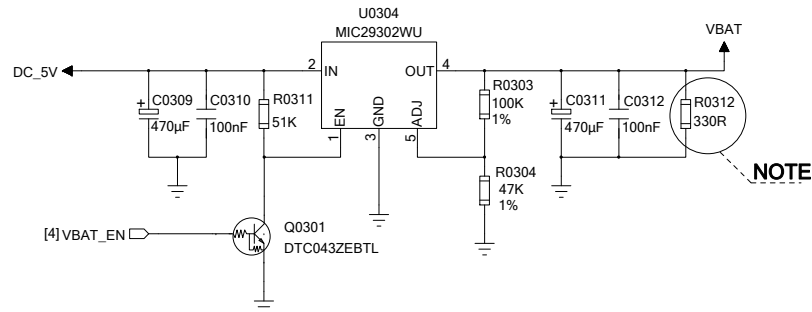 U0304
MIC29302WU
VBAT
DC_5V
2
IN
OUT
4
EN
GND
ADJ
1
3
5
C0309
470µF
C0310
100nF
R0311
51K
R0303
100K
1%
R0304
47K
1%
C0311
470µF
C0312
100nF
R0312
330R
NOTE
[4] VBAT_EN
Q0301
DTC043ZEBTL
+
+